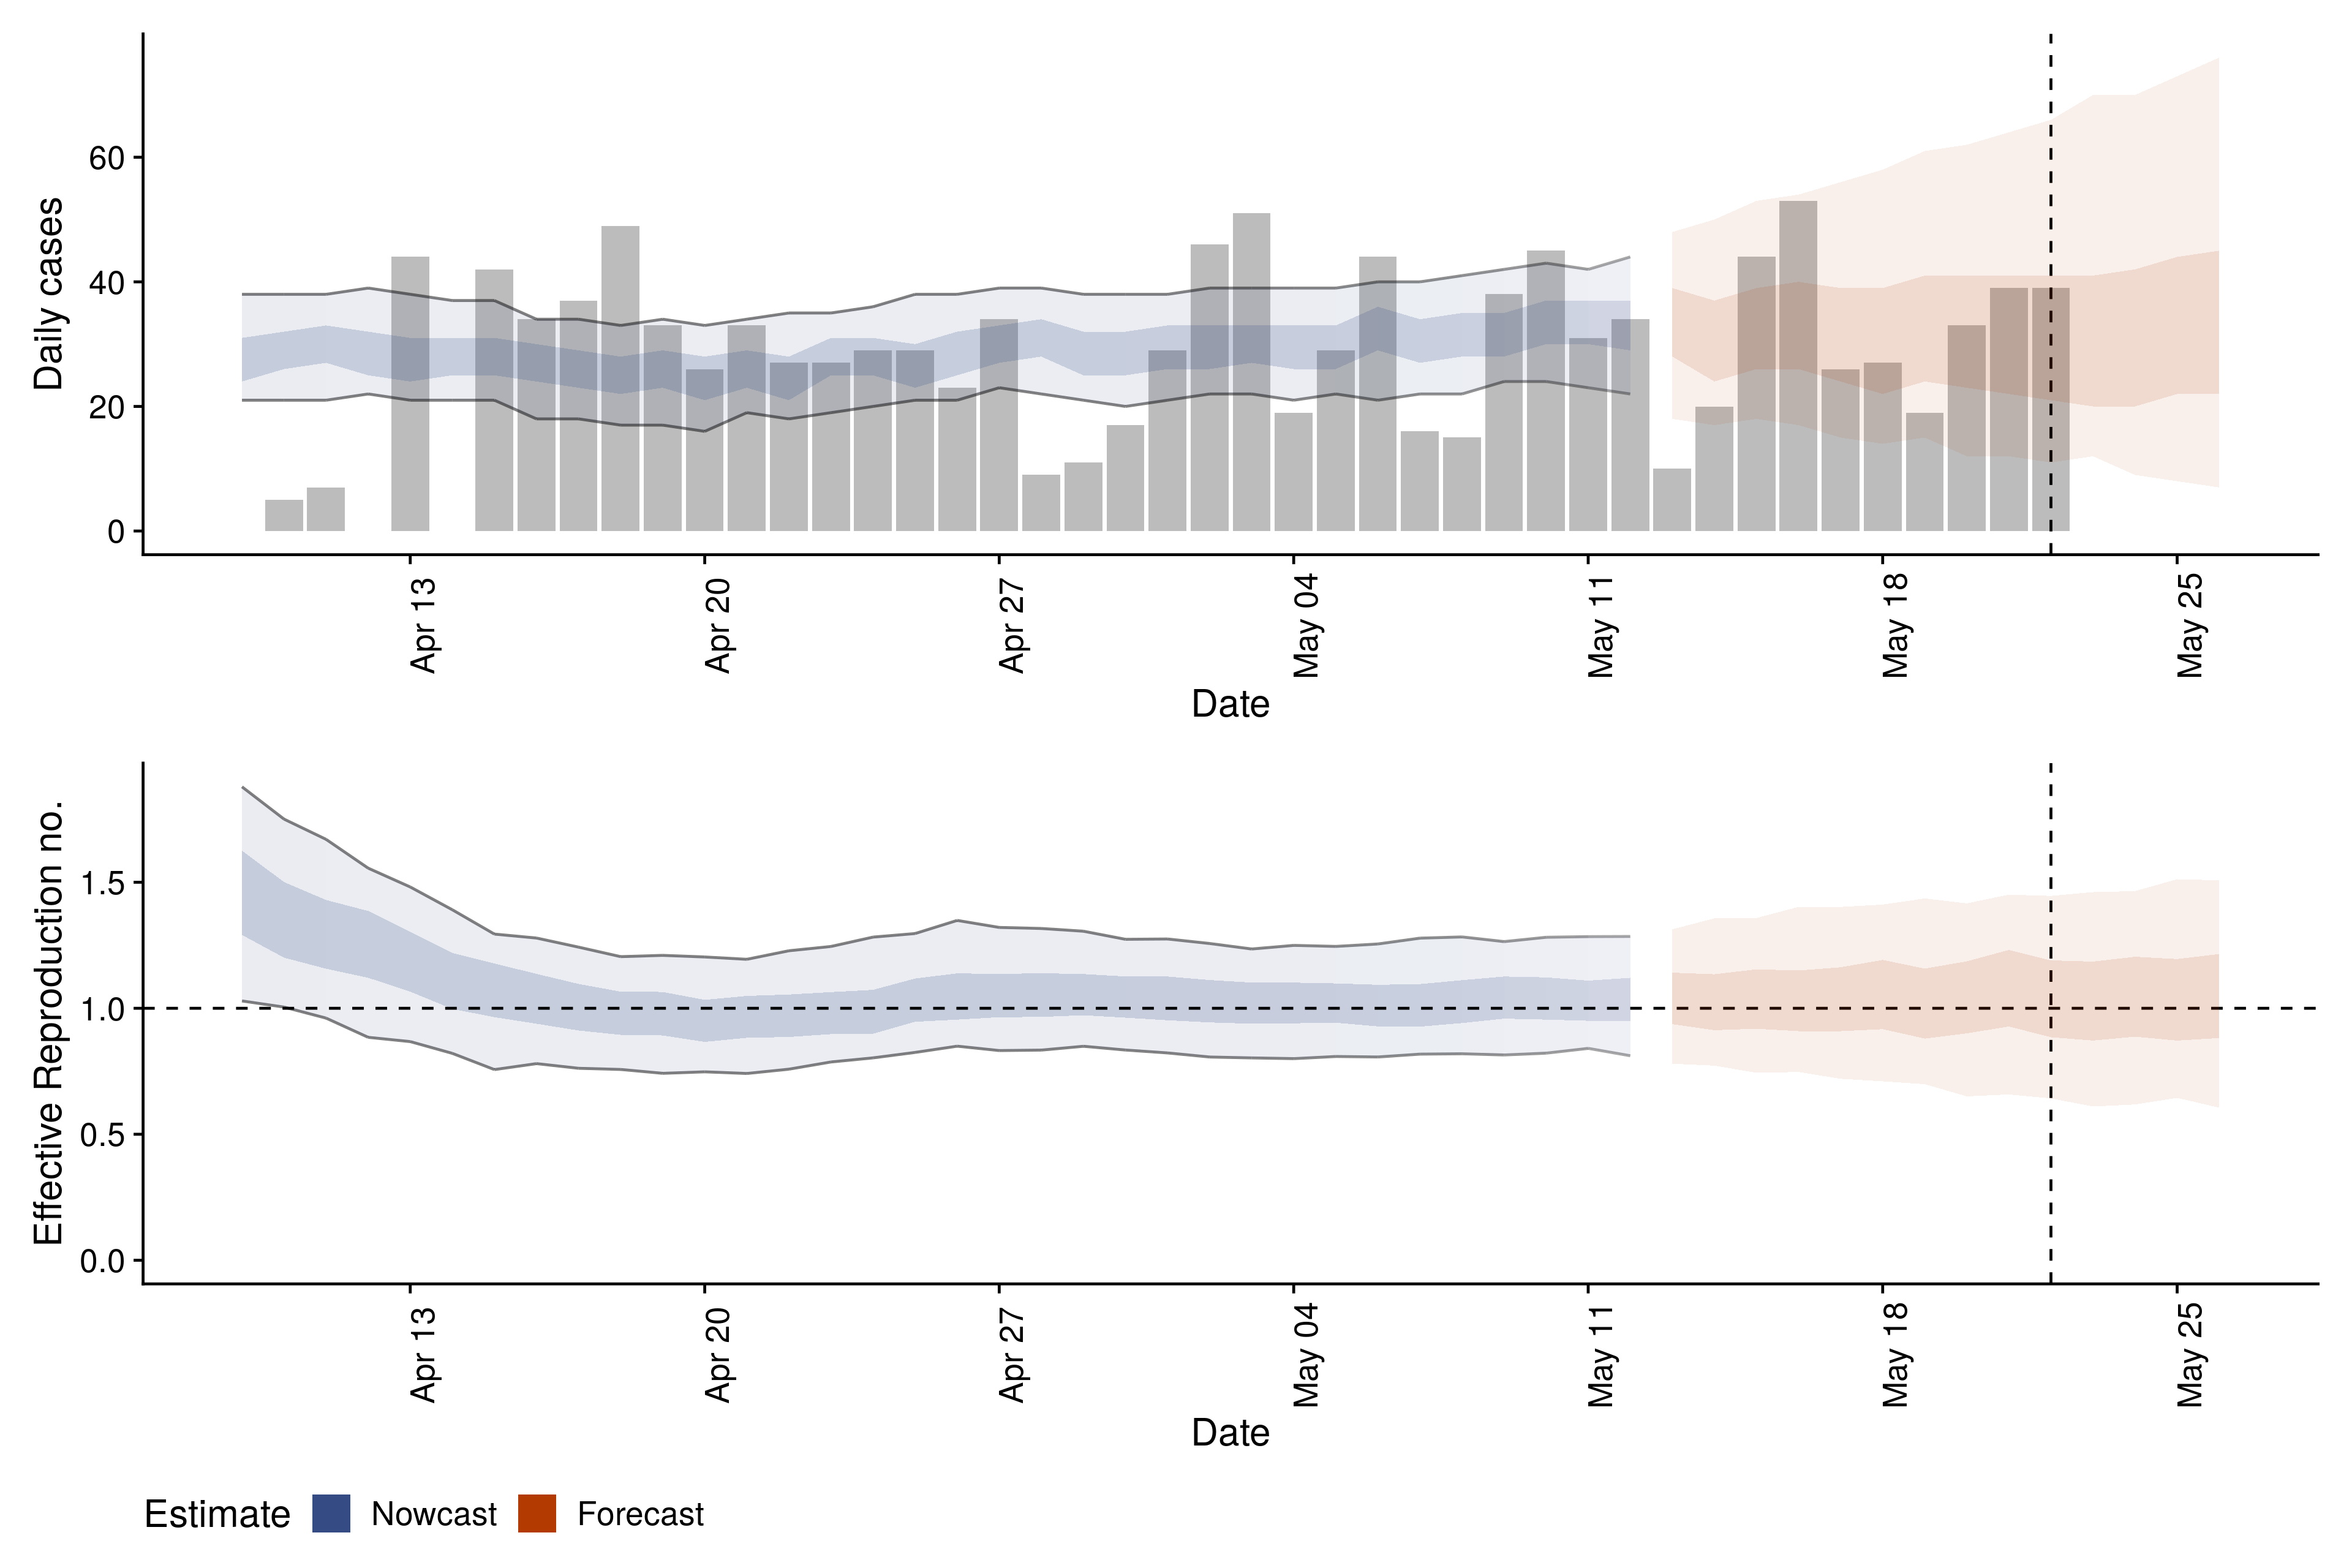 Daily cases
60
40
20
0
Apr 13
Apr 20
Apr 27
May 04
May 11
May 18
May 25
Date
Effective Reproduction no.
1.5
1.0
0.5
0.0
Apr 13
Apr 20
Apr 27
May 04
May 11
May 18
May 25
Date
Estimate Nowcast Forecast